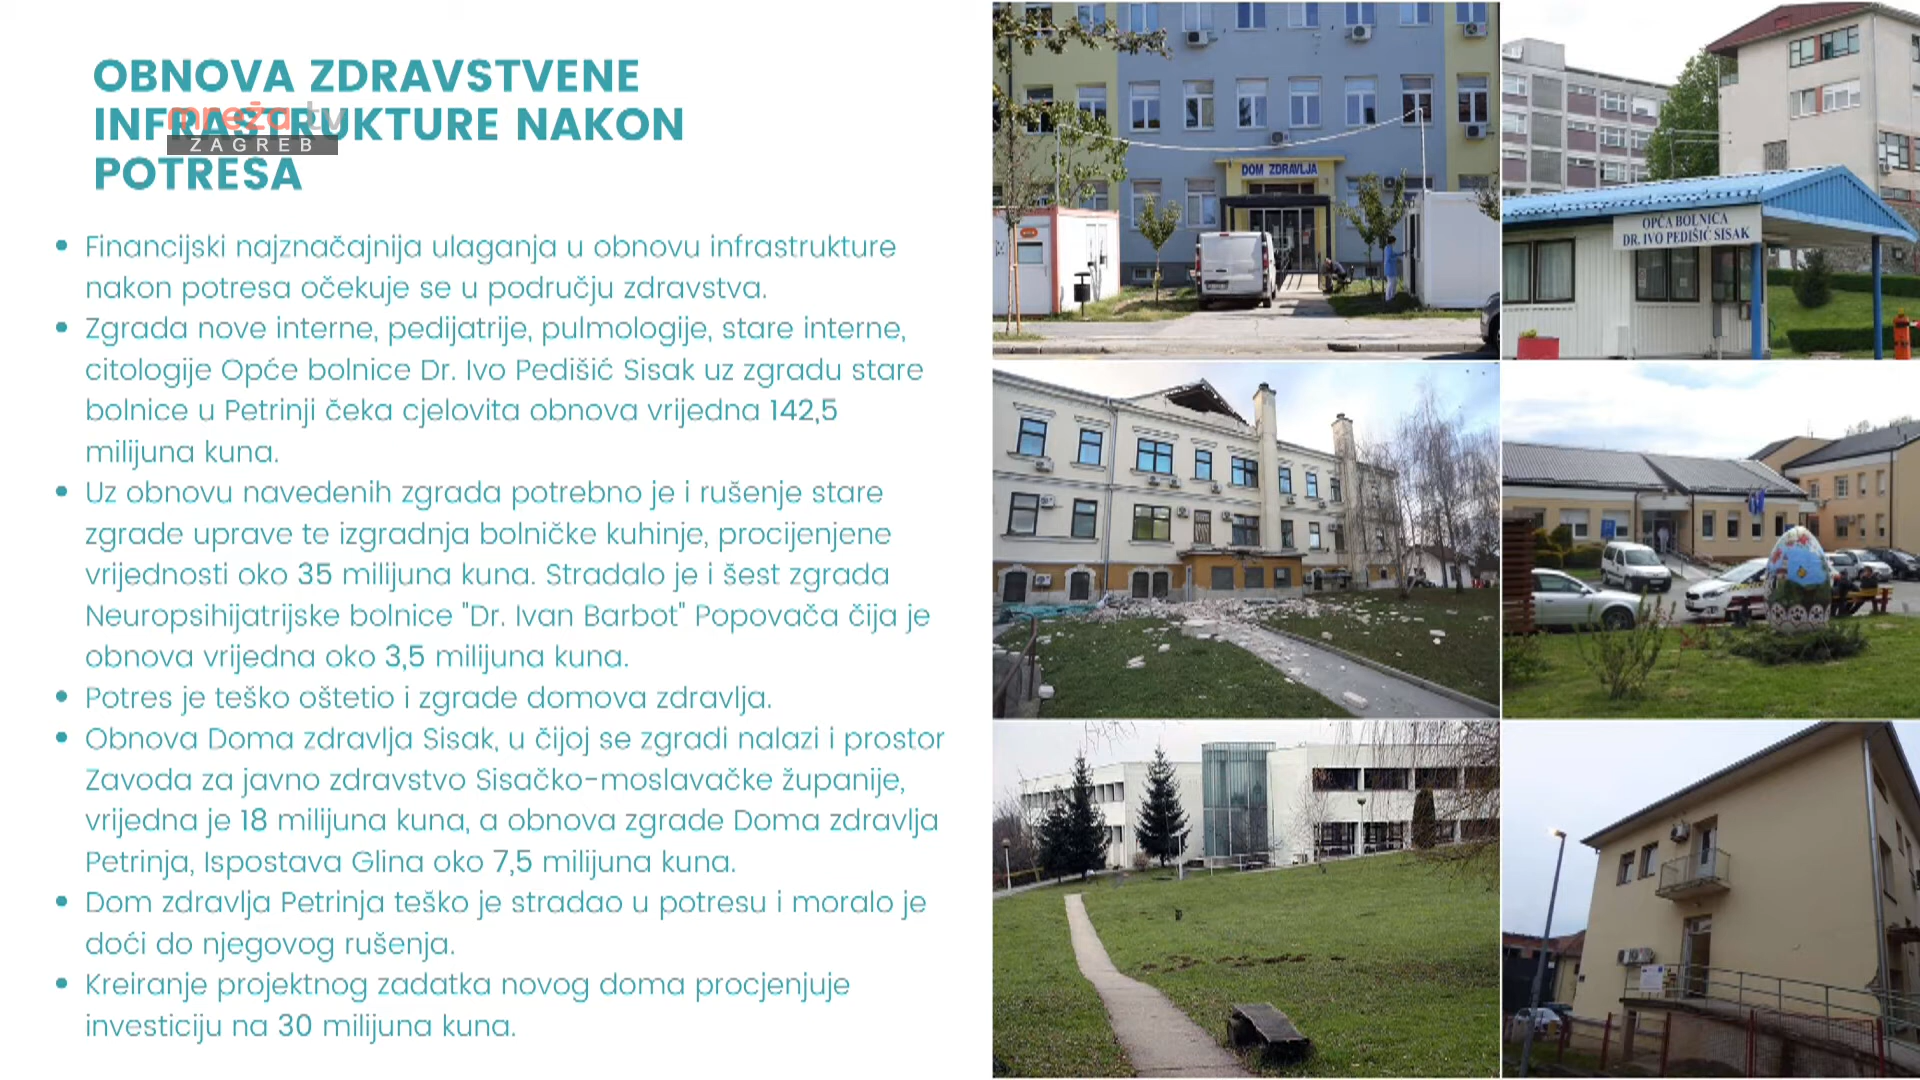 OBNOVA ZDRAVSTVENE
INFRASTRUKTURE NAKON
POTRESA
mreža tv
ZAGREB
• Financijski najznačajnija ulaganja u obnovu infrastrukture
nakon potresa očekuje se u području zdravstva.
• Zgrada nove interne, pedijatrije, pulmologije, stare interne,
citologije Opće bolnice Dr. Ivo Pedišić Sisak uz zgradu stare
bolnice u Petrinji čeka cjelovita obnova vrijedna 142,5
milijuna kuna.
• Uz obnovu navedenih zgrada potrebno je i rušenje stare
zgrade uprave te izgradnja bolničke kuhinje, procijenjene
vrijednosti oko 35 milijuna kuna. Stradalo je i šest zgrada
Neuropsihijatrijske bolnice "Dr. Ivan Barbot" Popovača čija je
obnova vrijedna oko 3,5 milijuna kuna.
• Potres je teško oštetio i zgrade domova zdravlja.
• Obnova Doma zdravlja Sisak, u čijoj se zgradi nalazi i prostor
Zavoda za javno zdravstvo Sisačko-moslavačke županije,
vrijedna je 18 milijuna kuna, a obnova zgrade Doma zdravlja
Petrinja, Ispostava Glina oko 7,5 milijuna kuna.
• Dom zdravlja Petrinja teško je stradao u potresu i moralo je
doći do njegovog rušenja.
• Kreiranje projektnog zadatka novog doma procjenjuje
investiciju na 30 milijuna kuna.
DOM ZDRAVLJA
OPĆA BOLNICA
DR. IVO PEDIŠIĆ SISAK